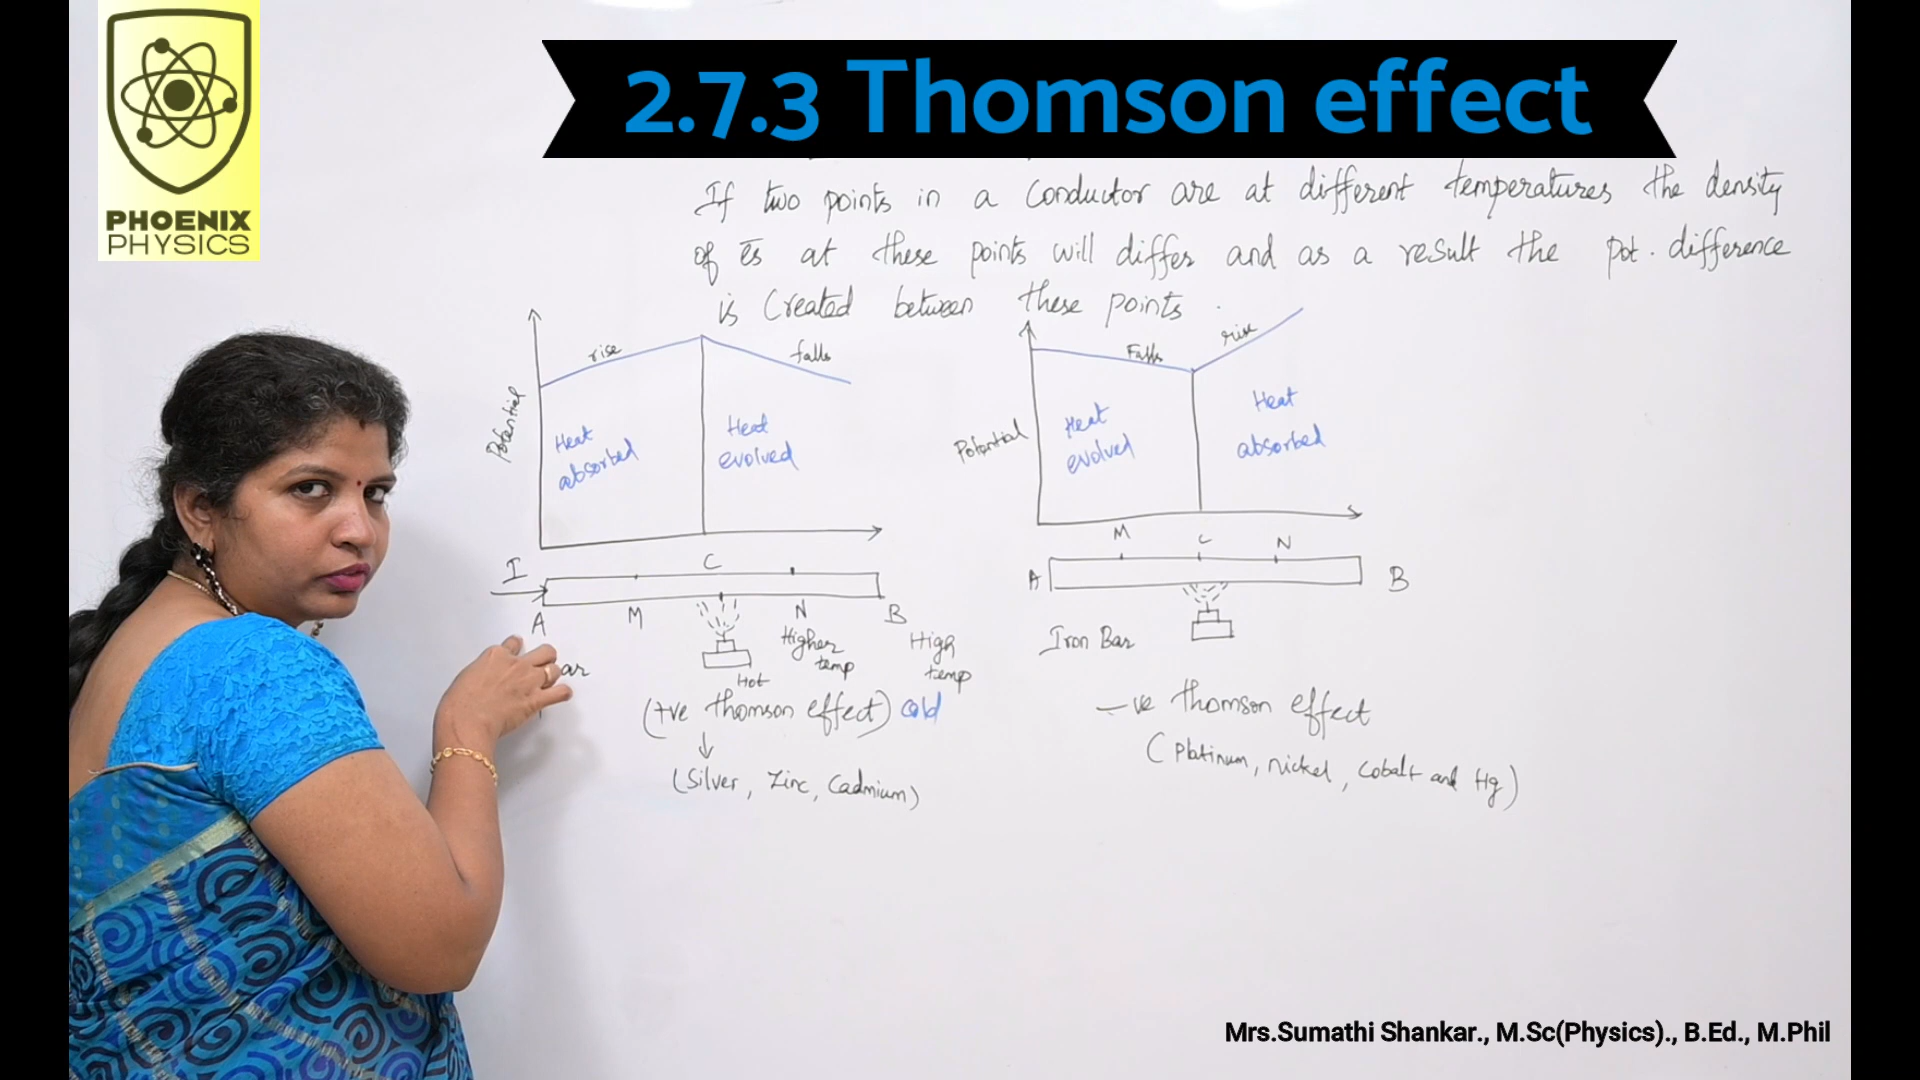 PHOENIX
PHYSICS
2.7.3 Thomson effect
If two points in a conductor are at different temperatures the density
of ēs at these points will differ and as a result the pot. difference
is created between these points.
Potential
rise
falls
Heat
absorbed
Heat
evolved
I
C
A
M
N
B
Higher
temp
High
temp
ar
Hot
(+ve thomson effect) cold
(Silver, Zinc, Cadmium)
Potential
Falls
rise
Heat
evolved
Heat
absorbed
M
C
N
A
B
Iron Bar
-ve thomson effect
(Platinum, nickel, cobalt and Hg)
Mrs.Sumathi Shankar., M.Sc(Physics)., B.Ed., M.Phil